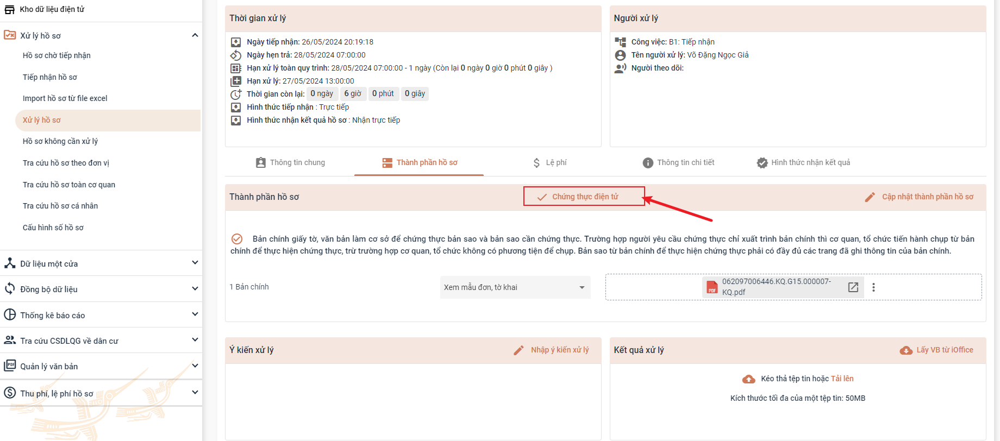 Kho dữ liệu điện tử
Xử lý hồ sơ
Hồ sơ chờ tiếp nhận
Tiếp nhận hồ sơ
Import hồ sơ từ file excel
Xử lý hồ sơ
Hồ sơ không cần xử lý
Tra cứu hồ sơ theo đơn vị
Tra cứu hồ sơ toàn cơ quan
Tra cứu hồ sơ cá nhân
Cấu hình số hồ sơ
Dữ liệu một cửa
Đồng bộ dữ liệu
Thống kê báo cáo
Tra cứu CSDLQG về dân cư
PDF
Quản lý văn bản
Thu phí, lệ phí hồ sơ
Thời gian xử lý
Ngày tiếp nhận: 26/05/2024 20:19:18
Ngày hẹn trả: 28/05/2024 07:00:00
Hạn xử lý toàn quy trình: 28/05/2024 07:00:00 - 1 ngày (Còn lại 0 ngày 0 giờ 0 phút 0 giây )
Hạn xử lý: 27/05/2024 13:00:00
Thời gian còn lại: 0 ngày 6 giờ 0 phút 0 giây
Hình thức tiếp nhận : Trực tiếp
Hình thức nhận kết quả hồ sơ : Nhận trực tiếp
Người xử lý
Công việc: B1: Tiếp nhận
Tên người xử lý: Võ Đặng Ngọc Giả
Người theo dõi:
Thông tin chung
Thành phần hồ sơ
Lệ phí
Thông tin chi tiết
Hình thức nhận kết quả
Thành phần hồ sơ
Chứng thực điện tử
Cập nhật thành phần hồ sơ
Bản chính giấy tờ, văn bản làm cơ sở để chứng thực bản sao và bản sao cần chứng thực. Trường hợp người yêu cầu chứng thực chỉ xuất trình bản chính thì cơ quan, tổ chức tiến hành chụp từ bản
chính để thực hiện chứng thực, trừ trường hợp cơ quan, tổ chức không có phương tiện để chụp. Bản sao từ bản chính để thực hiện chứng thực phải có đầy đủ các trang đã ghi thông tin của bản chính.
1 Bản chính
Xem mẫu đơn, tờ khai
PDF
062097006446.KQ.G15.000007-
KQ.pdf
Ý kiến xử lý
Nhập ý kiến xử lý
Kết quả xử lý
Lấy VB từ iOffice
Kéo thả tệp tin hoặc Tải lên
Kích thước tối đa của một tệp tin: 50MB